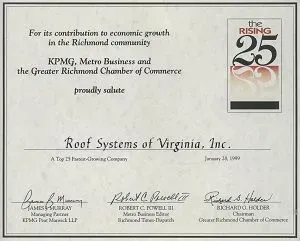 For its contribution to economic growth
in the Richmond community
KPMG, Metro Business and
the Greater Richmond Chamber of Commerce
proudly salute
the
RISING
25
Roof Systems of Virginia, Inc.
A Top 25 Fastest-Growing Company
January 28, 1999
JAMES J. MURRAY
Managing Partner
KPMG Peat Marwick LLP
ROBERT C. POWELL III
Metro Business Editor
Richmond Times-Dispatch
RICHARD G. HOLDER
Chairman
Greater Richmond Chamber of Commerce